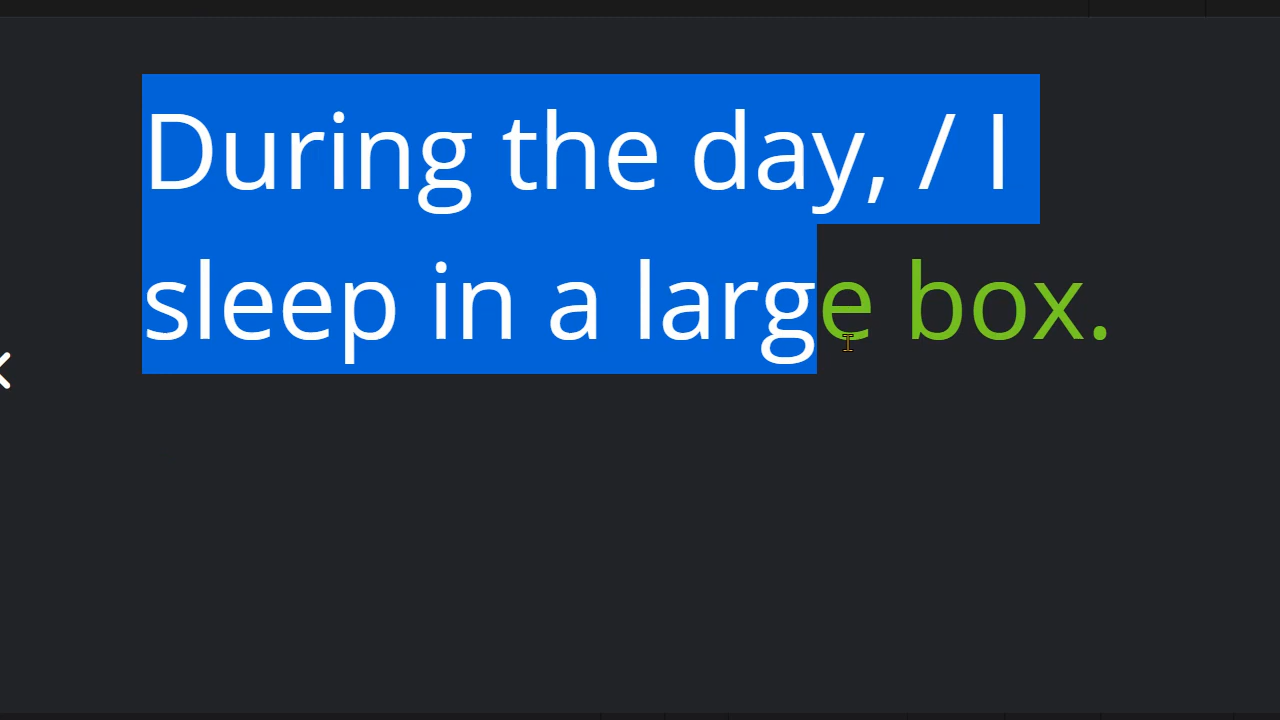 During the day, / I
sleep in a large box.